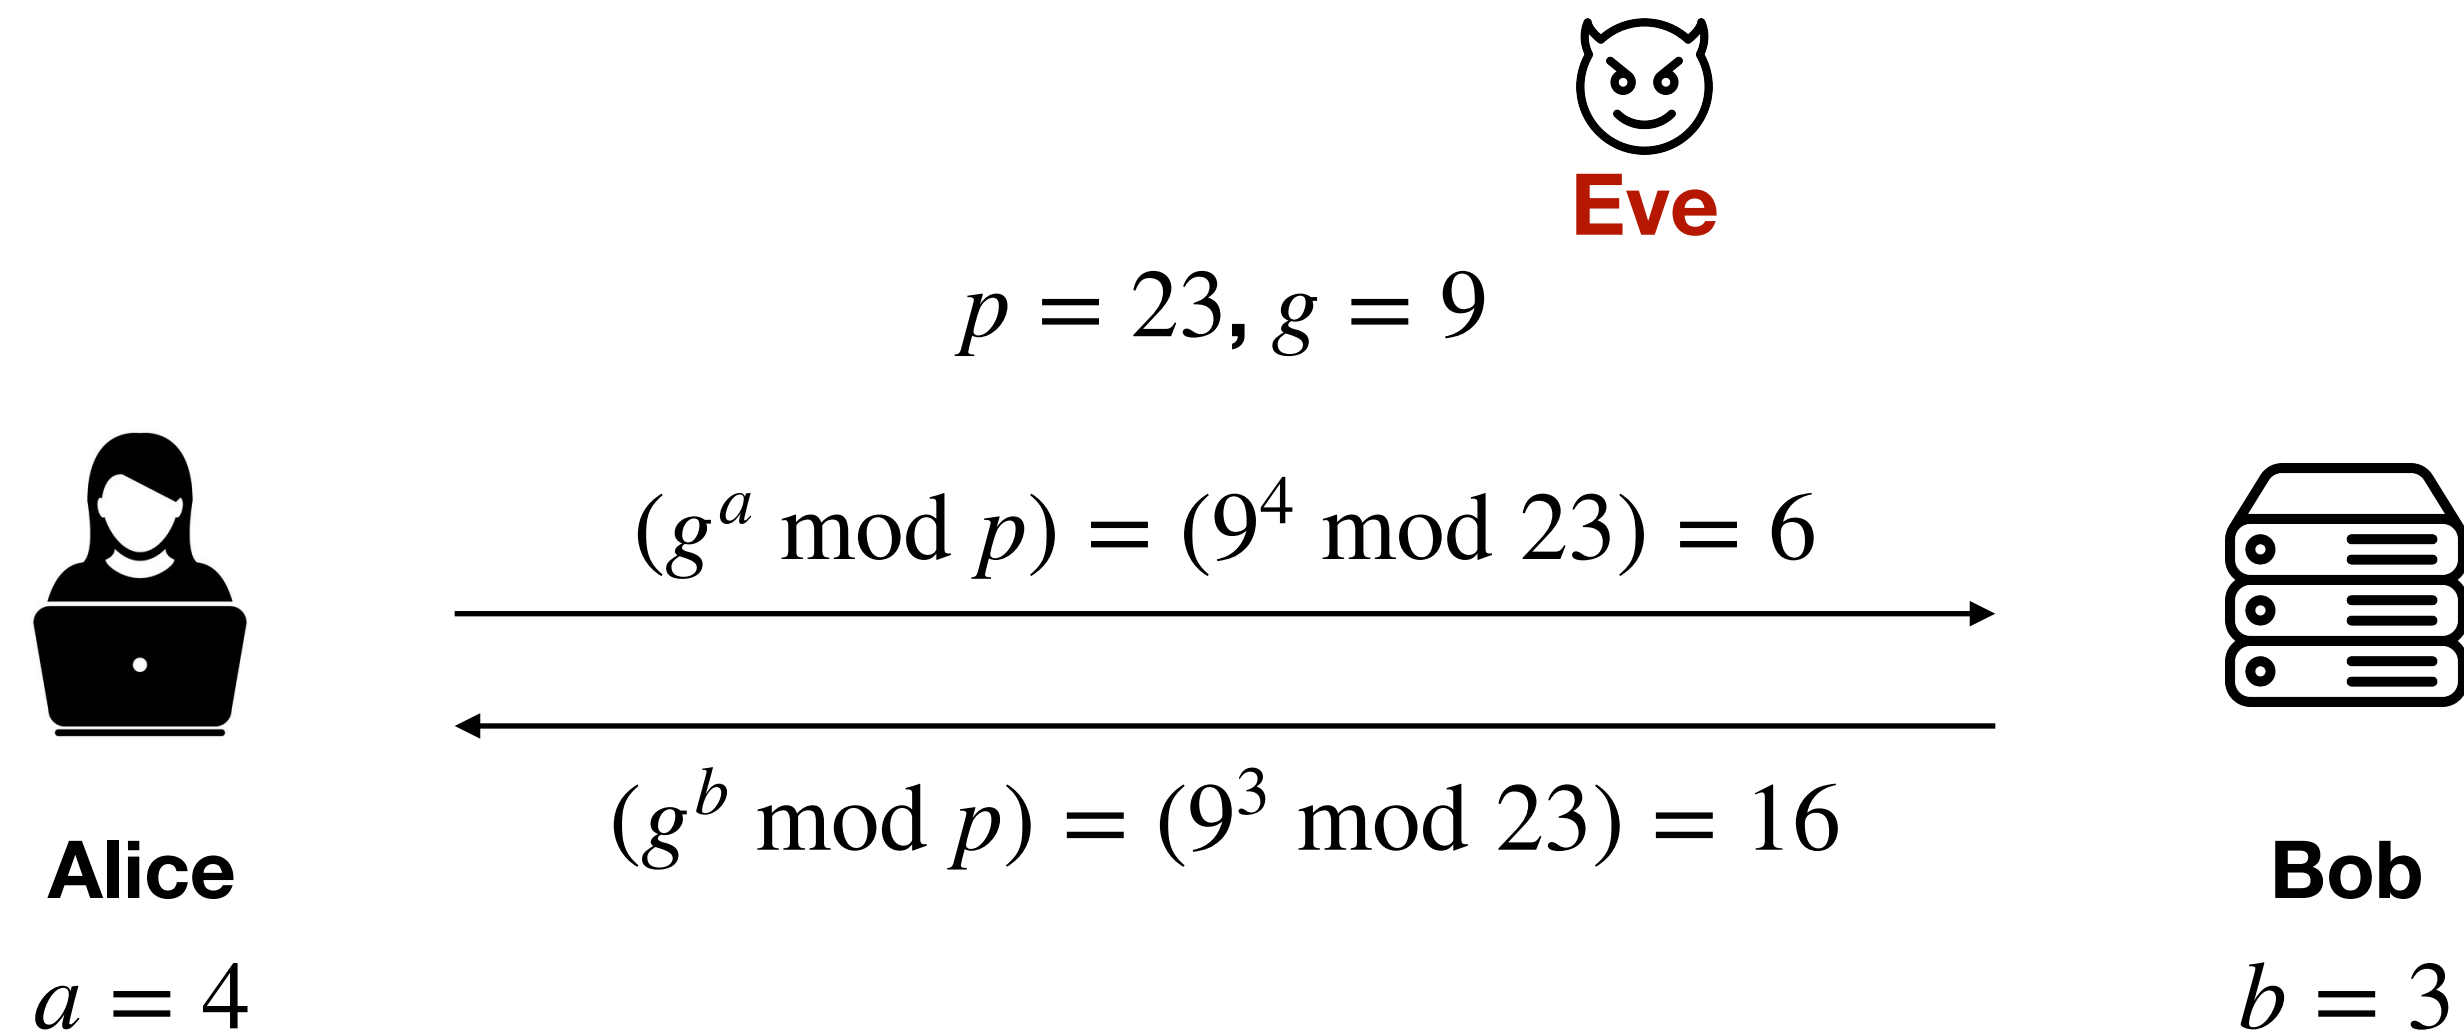 Eve
p = 23, g = 9
(g^a mod p) = (9^4 mod 23) = 6
(g^b mod p) = (9^3 mod 23) = 16
Alice
Bob
a = 4
b = 3